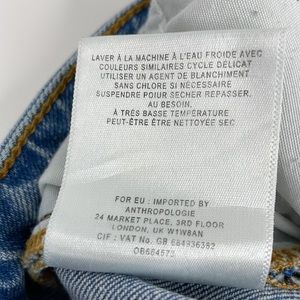 LAVER À LA MACHINE À L'EAU FROIDE AVEC
COULEURS SIMILAIRES CYCLE DÉLICAT
UTILISER UN AGENT DE BLANCHIMENT
SANS CHLORE SI NÉCESSAIRE
SUSPENDRE POUR SECHER REPASSER,
AU BESOIN,
À TRÈS BASSE TEMPÉRATURE
PEUT-ÊTRE ÊTRE NETTOYÉE SEC
FOR EU : IMPORTED BY
ANTHROPOLOGIE
24 MARKET PLACE, 3RD FLOOR
LONDON, UK W1W8AN
CIF : VAT No. GB 684936382